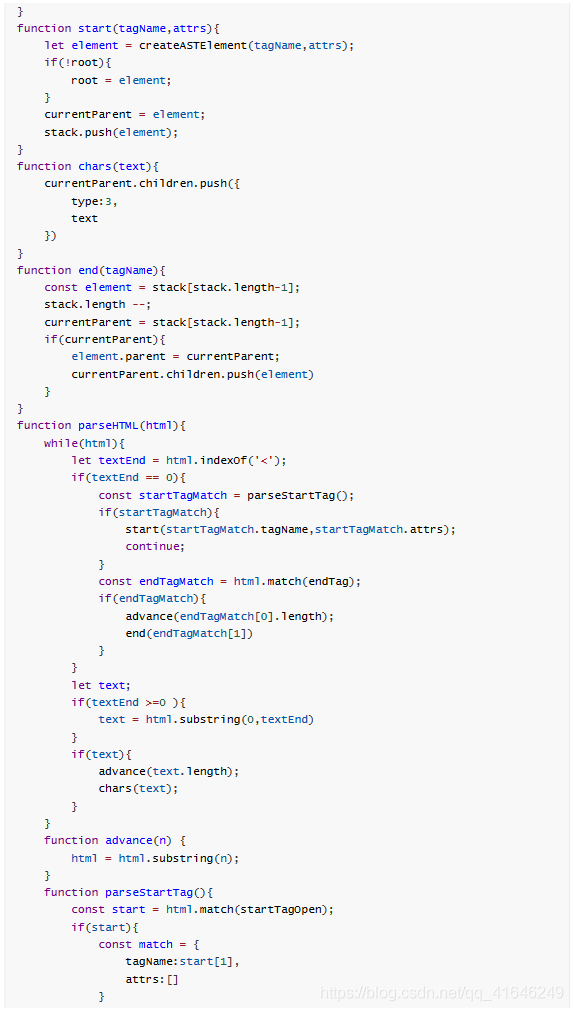 }
function start(tagName,attrs){
    let element = createASTElement(tagName,attrs);
    if(!root){
        root = element;
    }
    currentParent = element;
    stack.push(element);
}
function chars(text){
    currentParent.children.push({
        type:3,
        text
    })
}
function end(tagName){
    const element = stack[stack.length-1];
    stack.length --;
    currentParent = stack[stack.length-1];
    if(currentParent){
        element.parent = currentParent;
        currentParent.children.push(element)
    }
}
function parseHTML(html){
    while(html){
        let textEnd = html.indexOf('<');
        if(textEnd == 0){
            const startTagMatch = parseStartTag();
            if(startTagMatch){
                start(startTagMatch.tagName,startTagMatch.attrs);
                continue;
            }
            const endTagMatch = html.match(endTag);
            if(endTagMatch){
                advance(endTagMatch[0].length);
                end(endTagMatch[1])
            }
        }
        let text;
        if(textEnd >=0 ){
            text = html.substring(0,textEnd)
        }
        if(text){
            advance(text.length);
            chars(text);
        }
    }
    function advance(n) {
        html = html.substring(n);
    }
    function parseStartTag(){
        const start = html.match(startTagOpen);
        if(start){
            const match = {
                tagName:start[1],
                attrs:[]
            }
https://blog.csdn.net/qq_41646249